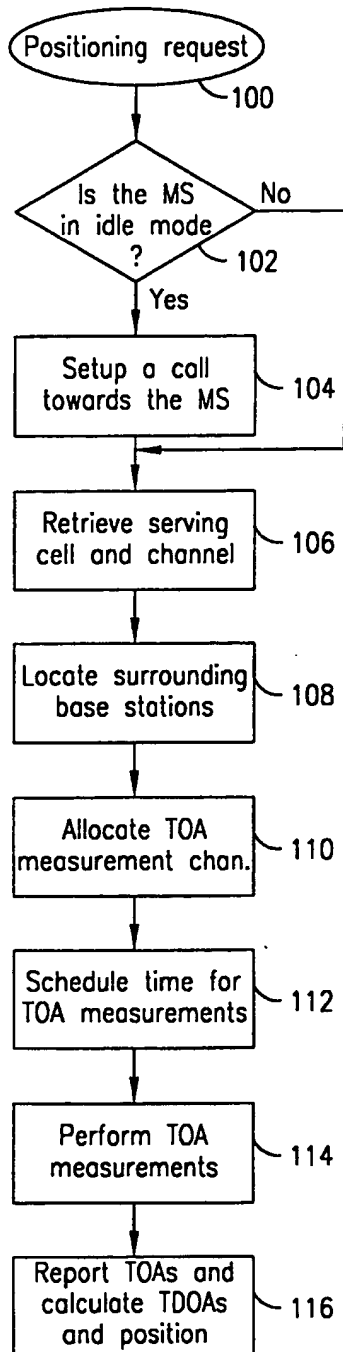 Positioning request
100
Is the MS
in idle mode
?
No
102
Yes
Setup a call
towards the MS
104
Retrieve serving
cell and channel
106
Locate surrounding
base stations
108
Allocate TOA
measurement chan.
110
Schedule time for
TOA measurements
112
Perform TOA
measurements
114
Report TOAs and
calculate TDOAs
and position
116